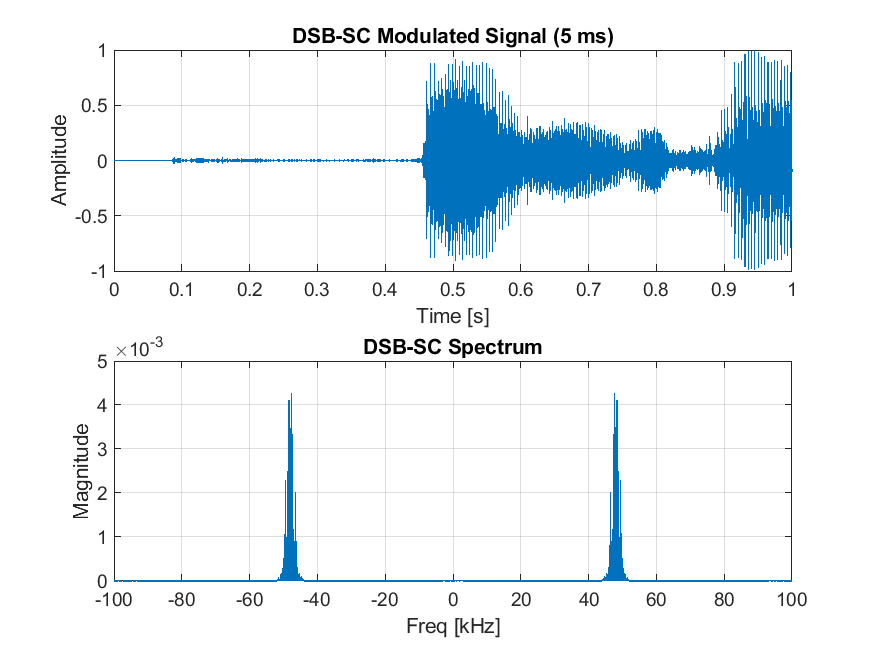 DSB-SC Modulated Signal (5 ms)
1
0.5
0
-0.5
-1
Amplitude
0 0.1 0.2 0.3 0.4 0.5 0.6 0.7 0.8 0.9 1
Time [s]
DSB-SC Spectrum
×10-3
5
4
3
2
1
0
Magnitude
-100 -80 -60 -40 -20 0 20 40 60 80 100
Freq [kHz]